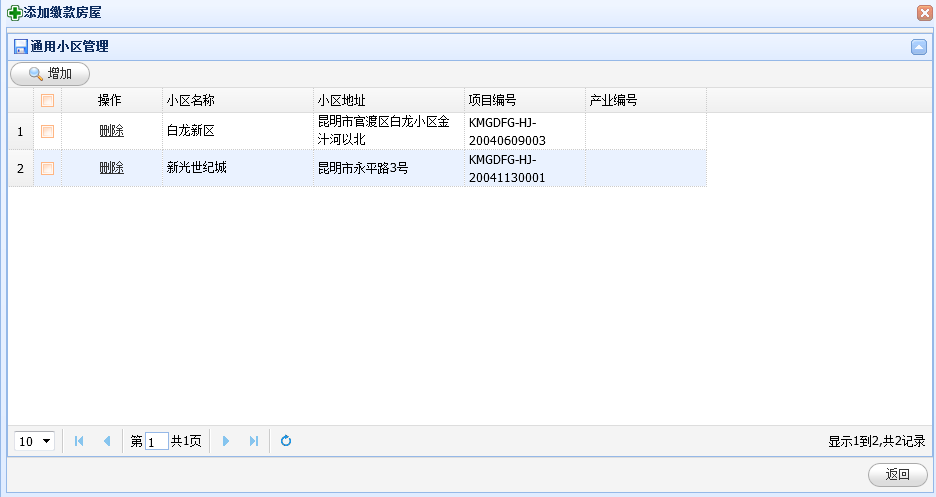 添加缴款房屋
通用小区管理
增加
操作 小区名称 小区地址 项目编号 产业编号
1 删除 白龙新区 昆明市官渡区白龙小区金
汁河以北 KMGDFG-HJ-
20040609003
2 删除 新光世纪城 昆明市永平路3号 KMGDFG-HJ-
20041130001
10 第 1 共1页 显示1到2,共2记录
返回